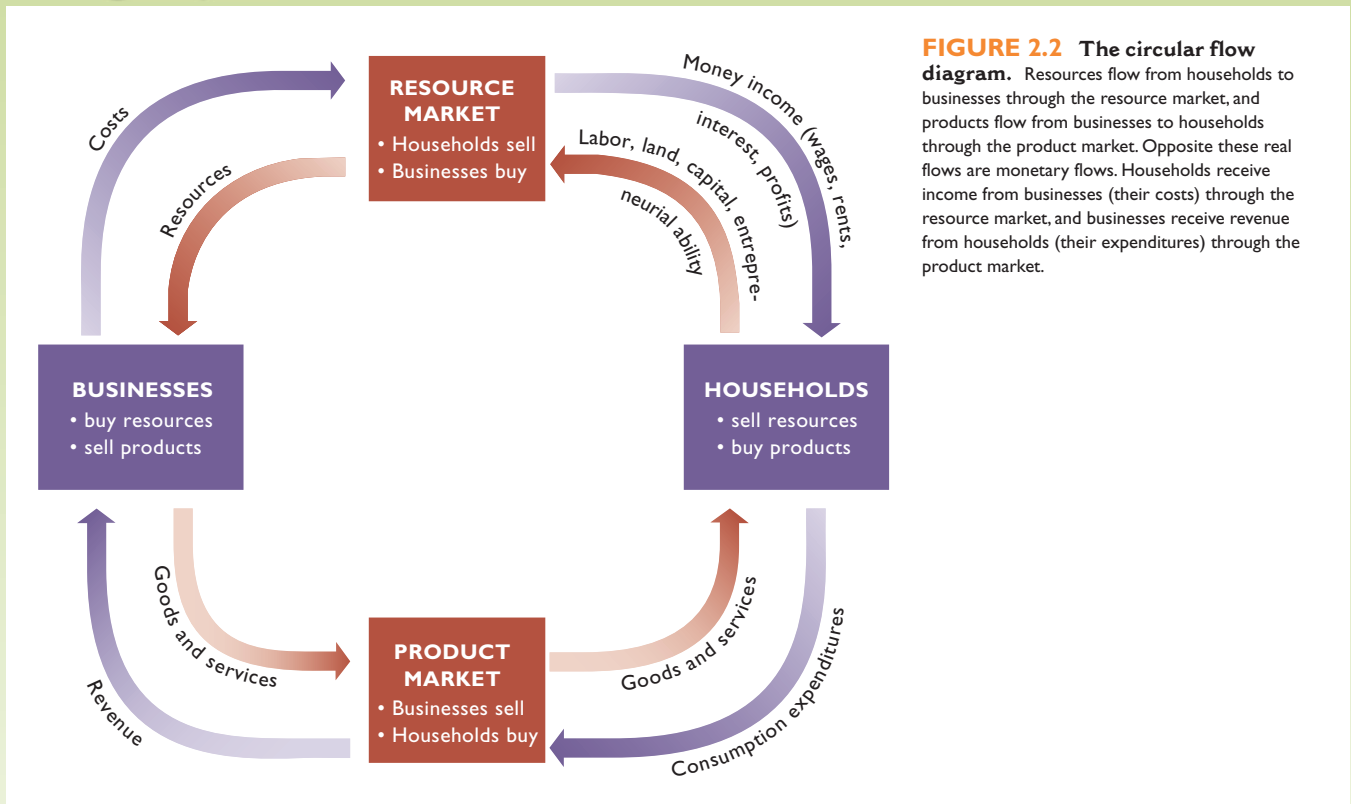 FIGURE 2.2 The circular flow
diagram. Resources flow from households to
businesses through the resource market, and
products flow from businesses to households
through the product market. Opposite these real
flows are monetary flows. Households receive
income from businesses (their costs) through the
resource market, and businesses receive revenue
from households (their expenditures) through the
product market.
Costs
Resources
RESOURCE
MARKET
• Households sell
• Businesses buy
Money income (wages, rents,
interest, profits)
Labor, land, capital, entrepre-
neurial ability
BUSINESSES
• buy resources
• sell products
HOUSEHOLDS
• sell resources
• buy products
Goods and services
Revenue
PRODUCT
MARKET
• Businesses sell
• Households buy
Goods and services
Consumption expenditures